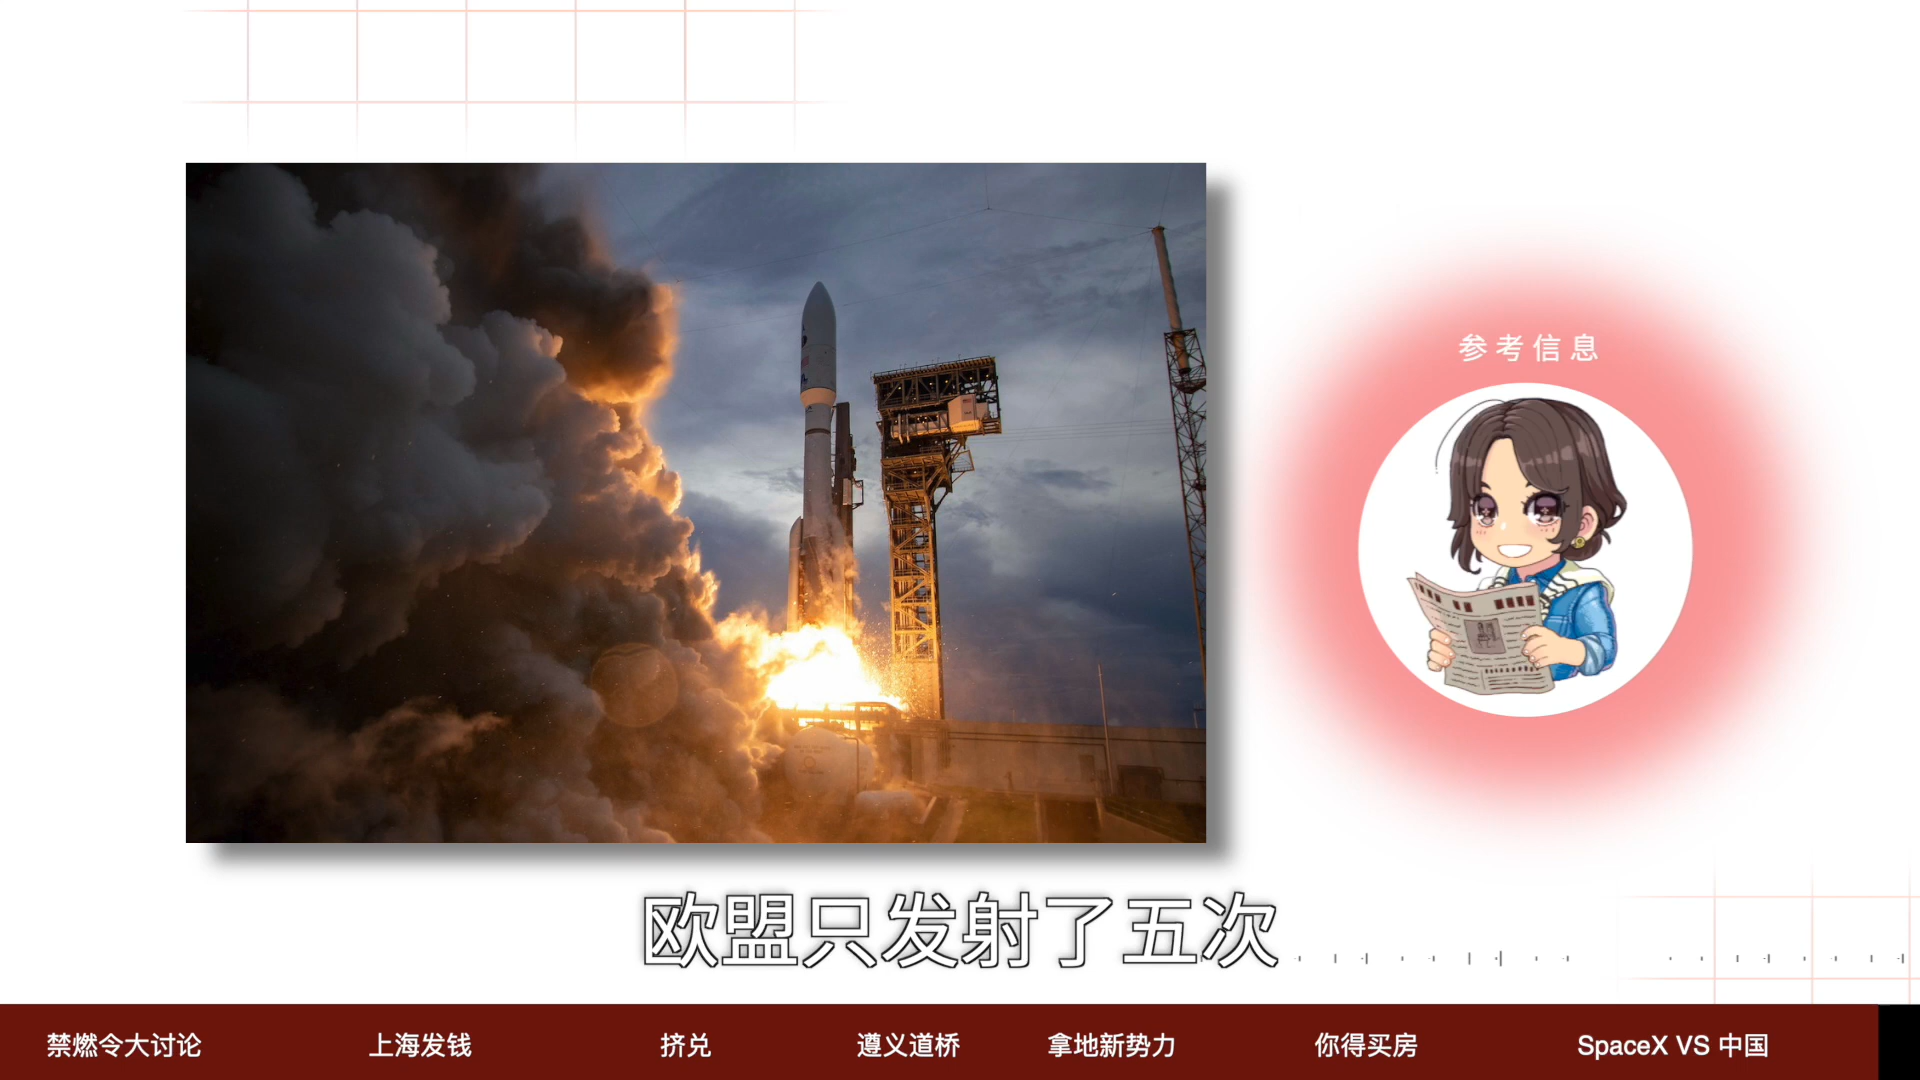 参考信息
欧盟只发射了五次
禁燃令大讨论
上海发钱
挤兑
遵义道桥
拿地新势力
你得买房
SpaceX VS 中国